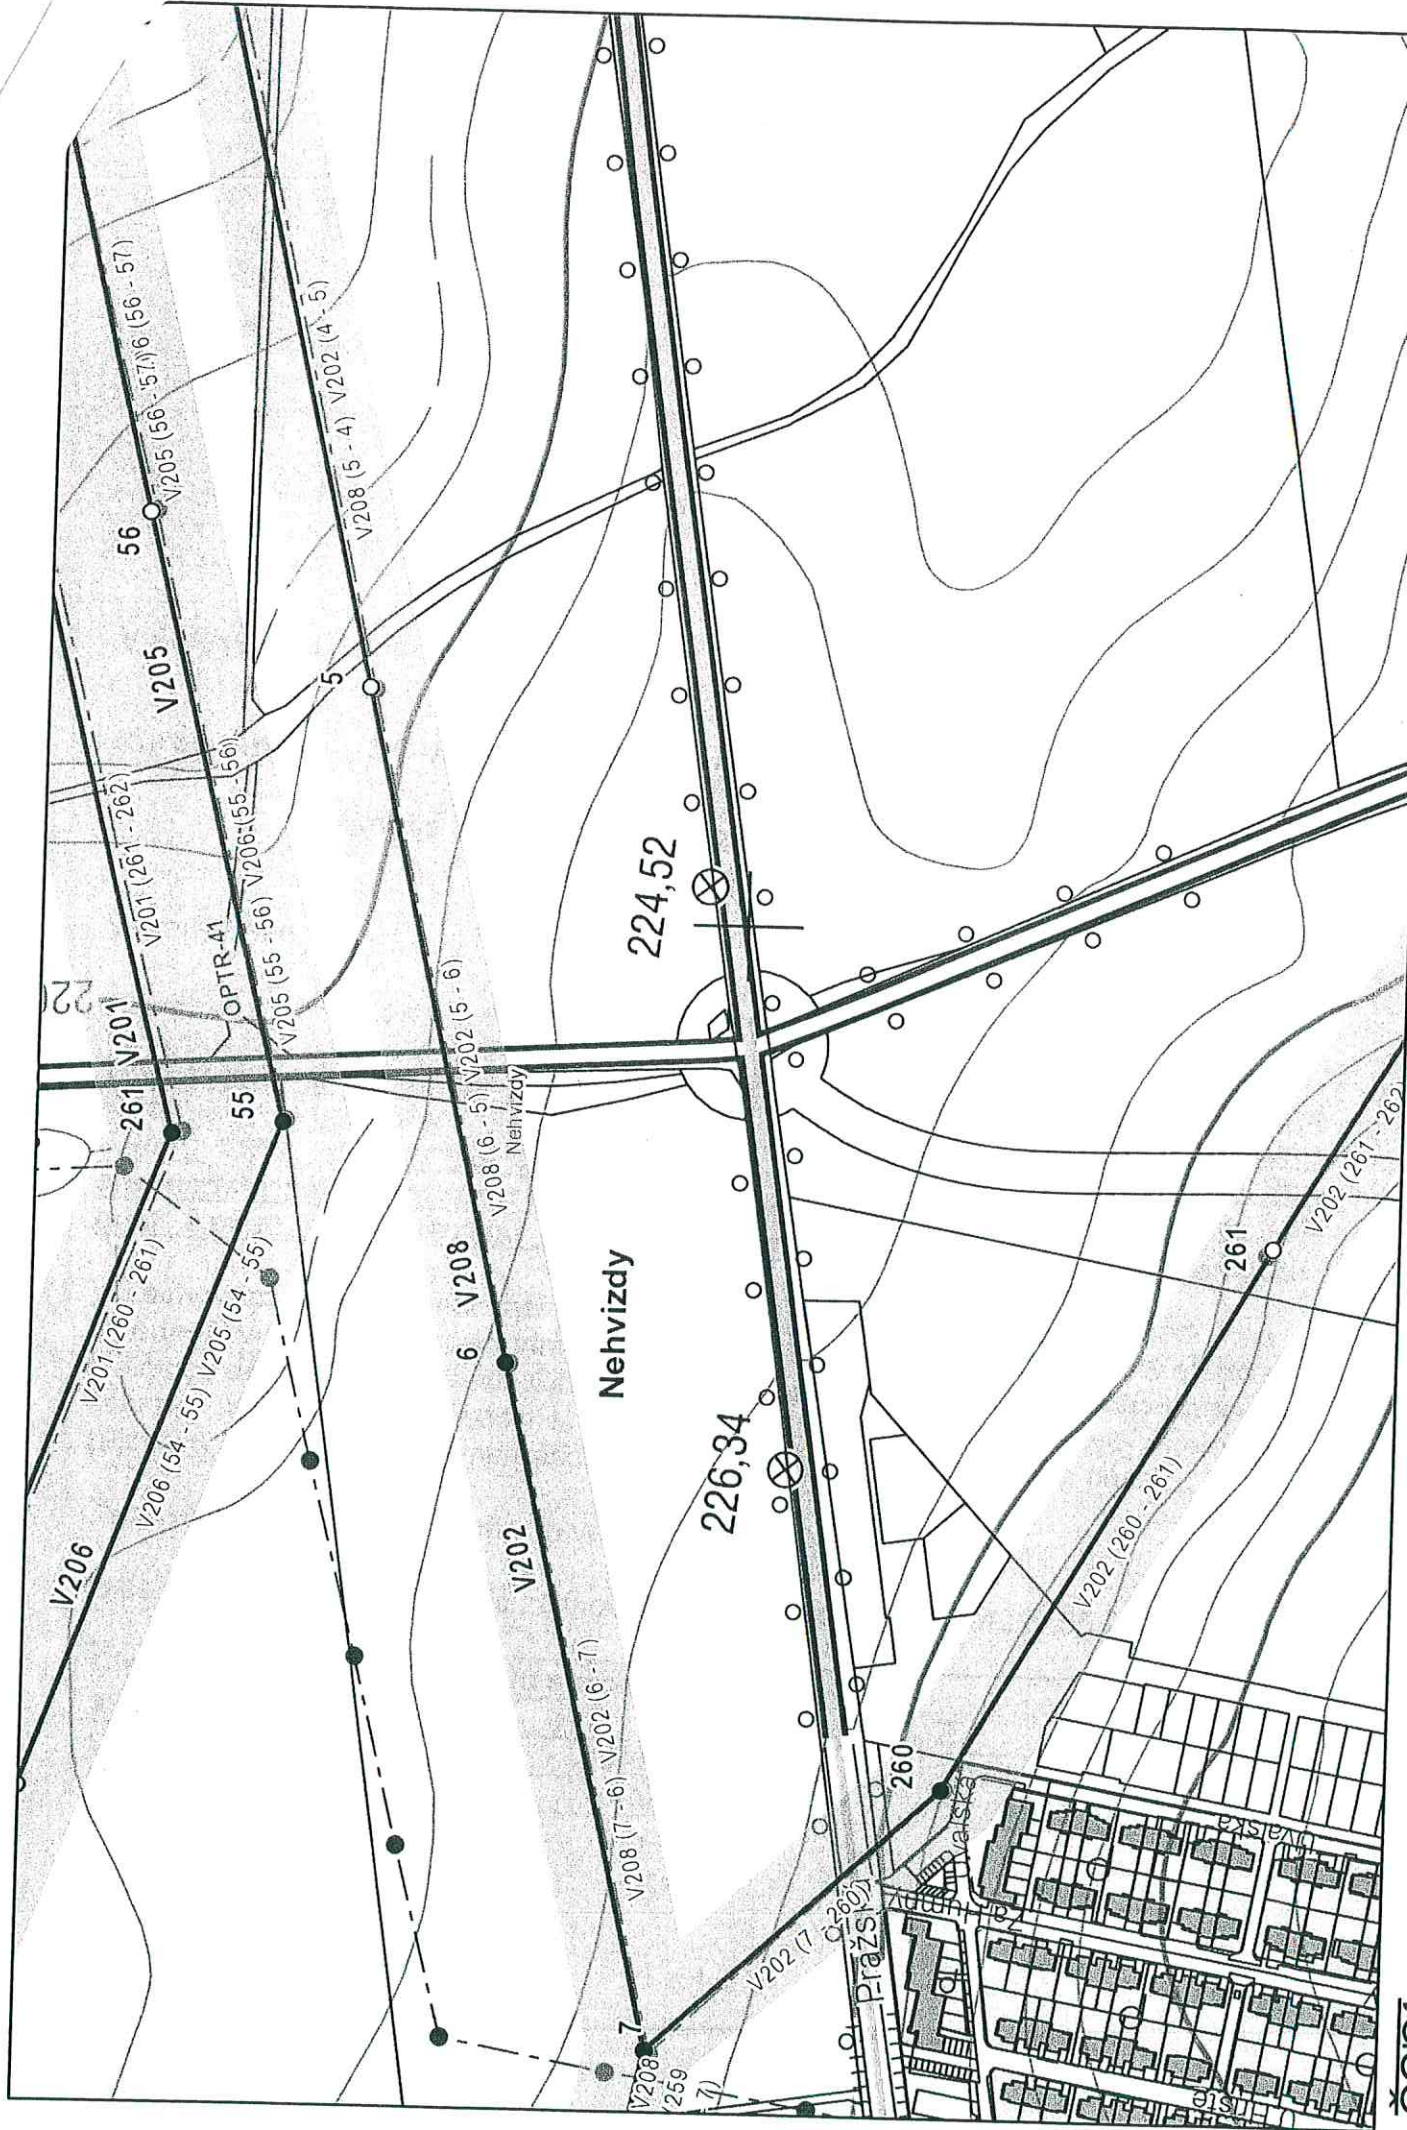 V205 (56 - 57)
6 (56 - 57)
56
V205
V208 (5 - 4) V202 (4 - 5)
5
V201 (261 - 262)
V201
261
OPTR-41
V205 (55 - 56) V206 (55 - 56)
55
V208 (6 - 5) V202 (5 - 6)
Nehvizdy
V201 (260 - 261)
V206 (54 - 55) V205 (54 - 55)
V206
V208
6
V202
V208 (7 - 6) V202 (6 - 7)
7
V208
259
7)
224,52
Nehvizdy
226,34
V202 (261 - 262
261
V202 (260 - 261)
260
V202 (7 - 260)
Pražs